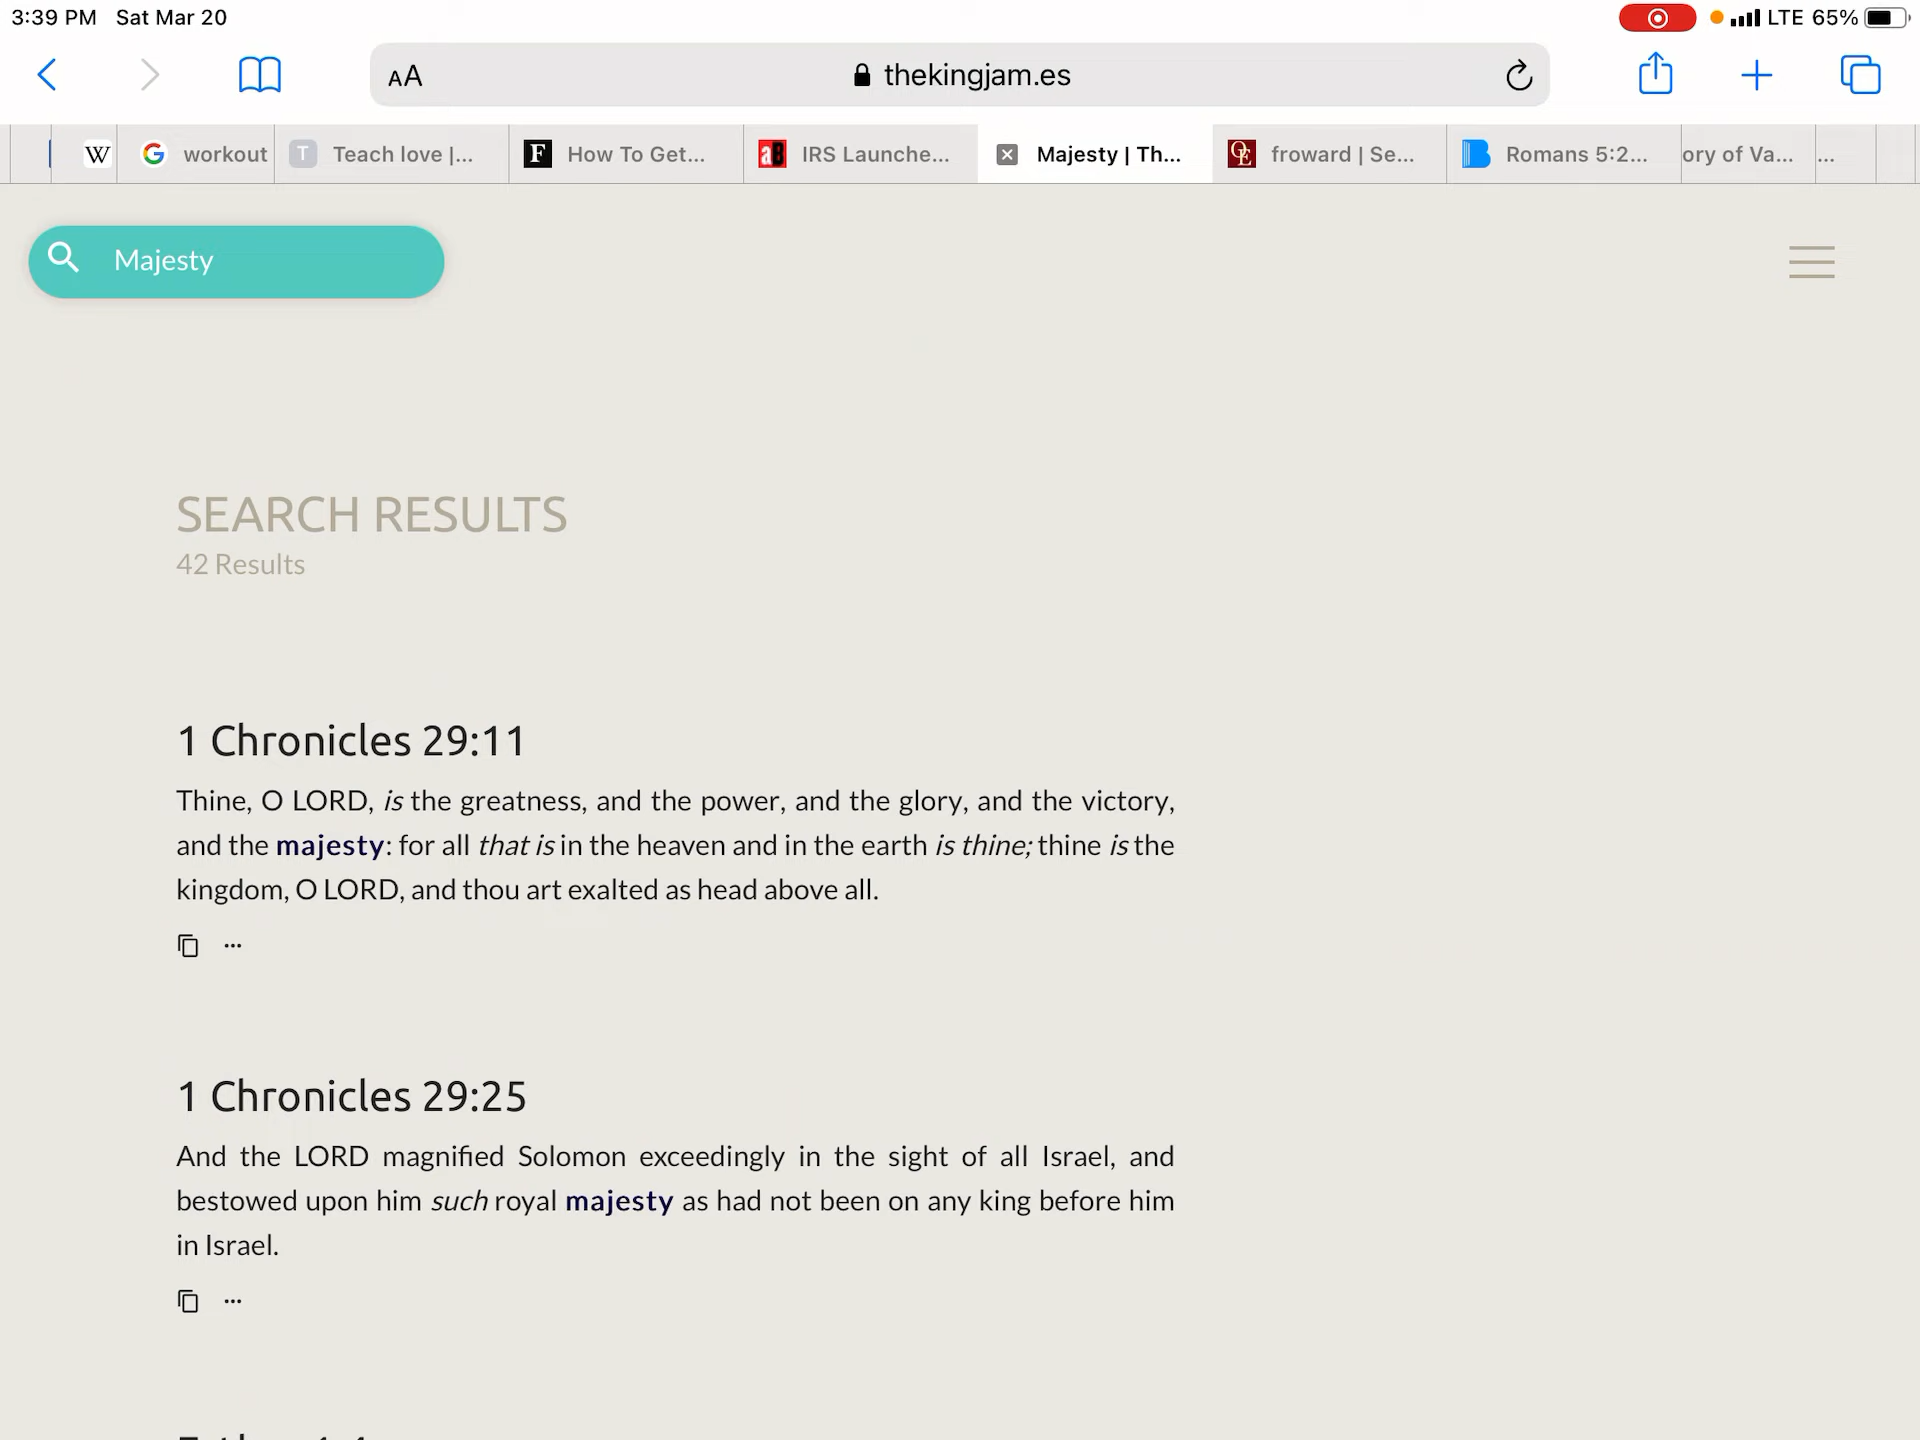 3:39 PM Sat Mar 20
LTE 65%
AA thekingjam.es
W workout T Teach love |... F How To Get... aB IRS Launche... Majesty | Th... OE froward | Se... Romans 5:2... ory of Va... ...
Majesty
SEARCH RESULTS
42 Results
1 Chronicles 29:11
Thine, O LORD, is the greatness, and the power, and the glory, and the victory,
and the majesty: for all that is in the heaven and in the earth is thine; thine is the
kingdom, O LORD, and thou art exalted as head above all.
1 Chronicles 29:25
And the LORD magnified Solomon exceedingly in the sight of all Israel, and
bestowed upon him such royal majesty as had not been on any king before him
in Israel.